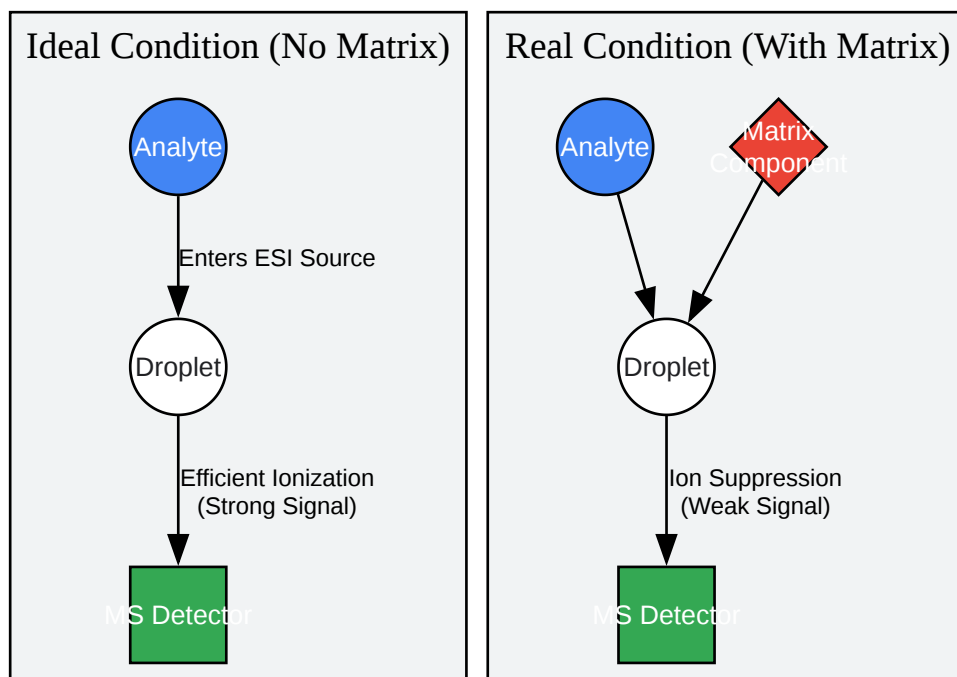 Ideal Condition (No Matrix)
Analyte
Enters ESI Source
Droplet
Efficient Ionization
(Strong Signal)
MS Detector
Real Condition (With Matrix)
Analyte
Matrix
Component
Droplet
Ion Suppression
(Weak Signal)
MS Detector